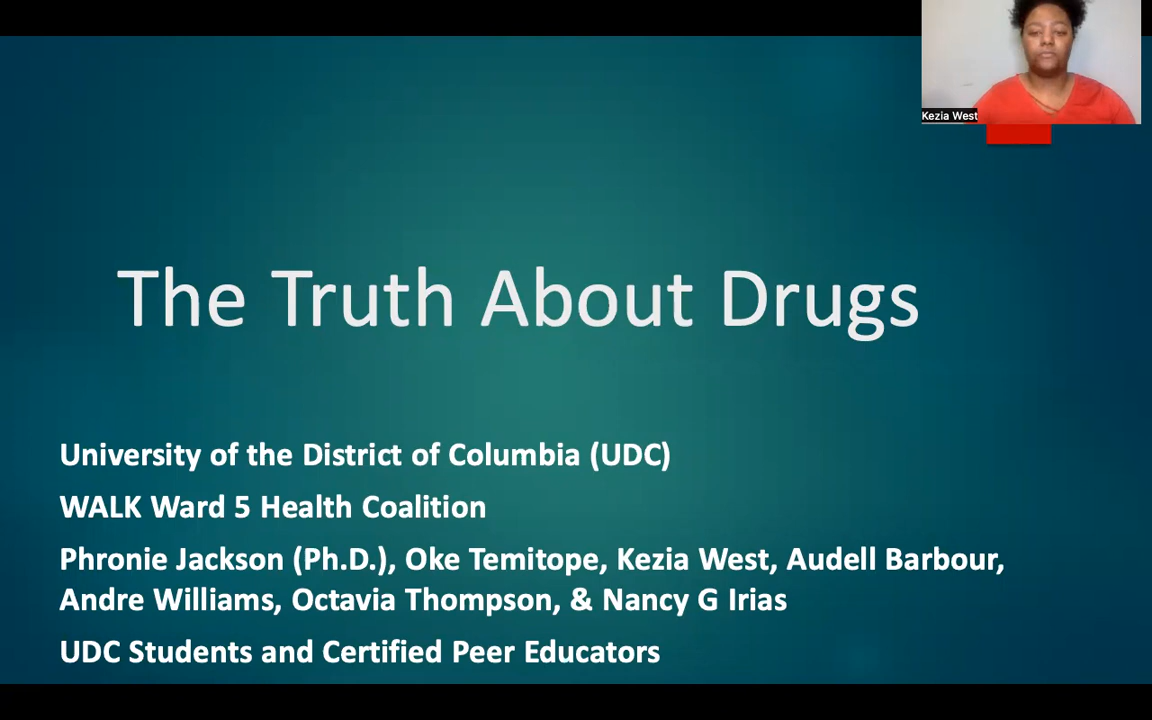 Kezia West
The Truth About Drugs
University of the District of Columbia (UDC)
WALK Ward 5 Health Coalition
Phronie Jackson (Ph.D.), Oke Temitope, Kezia West, Audell Barbour,
Andre Williams, Octavia Thompson, & Nancy G Irias
UDC Students and Certified Peer Educators